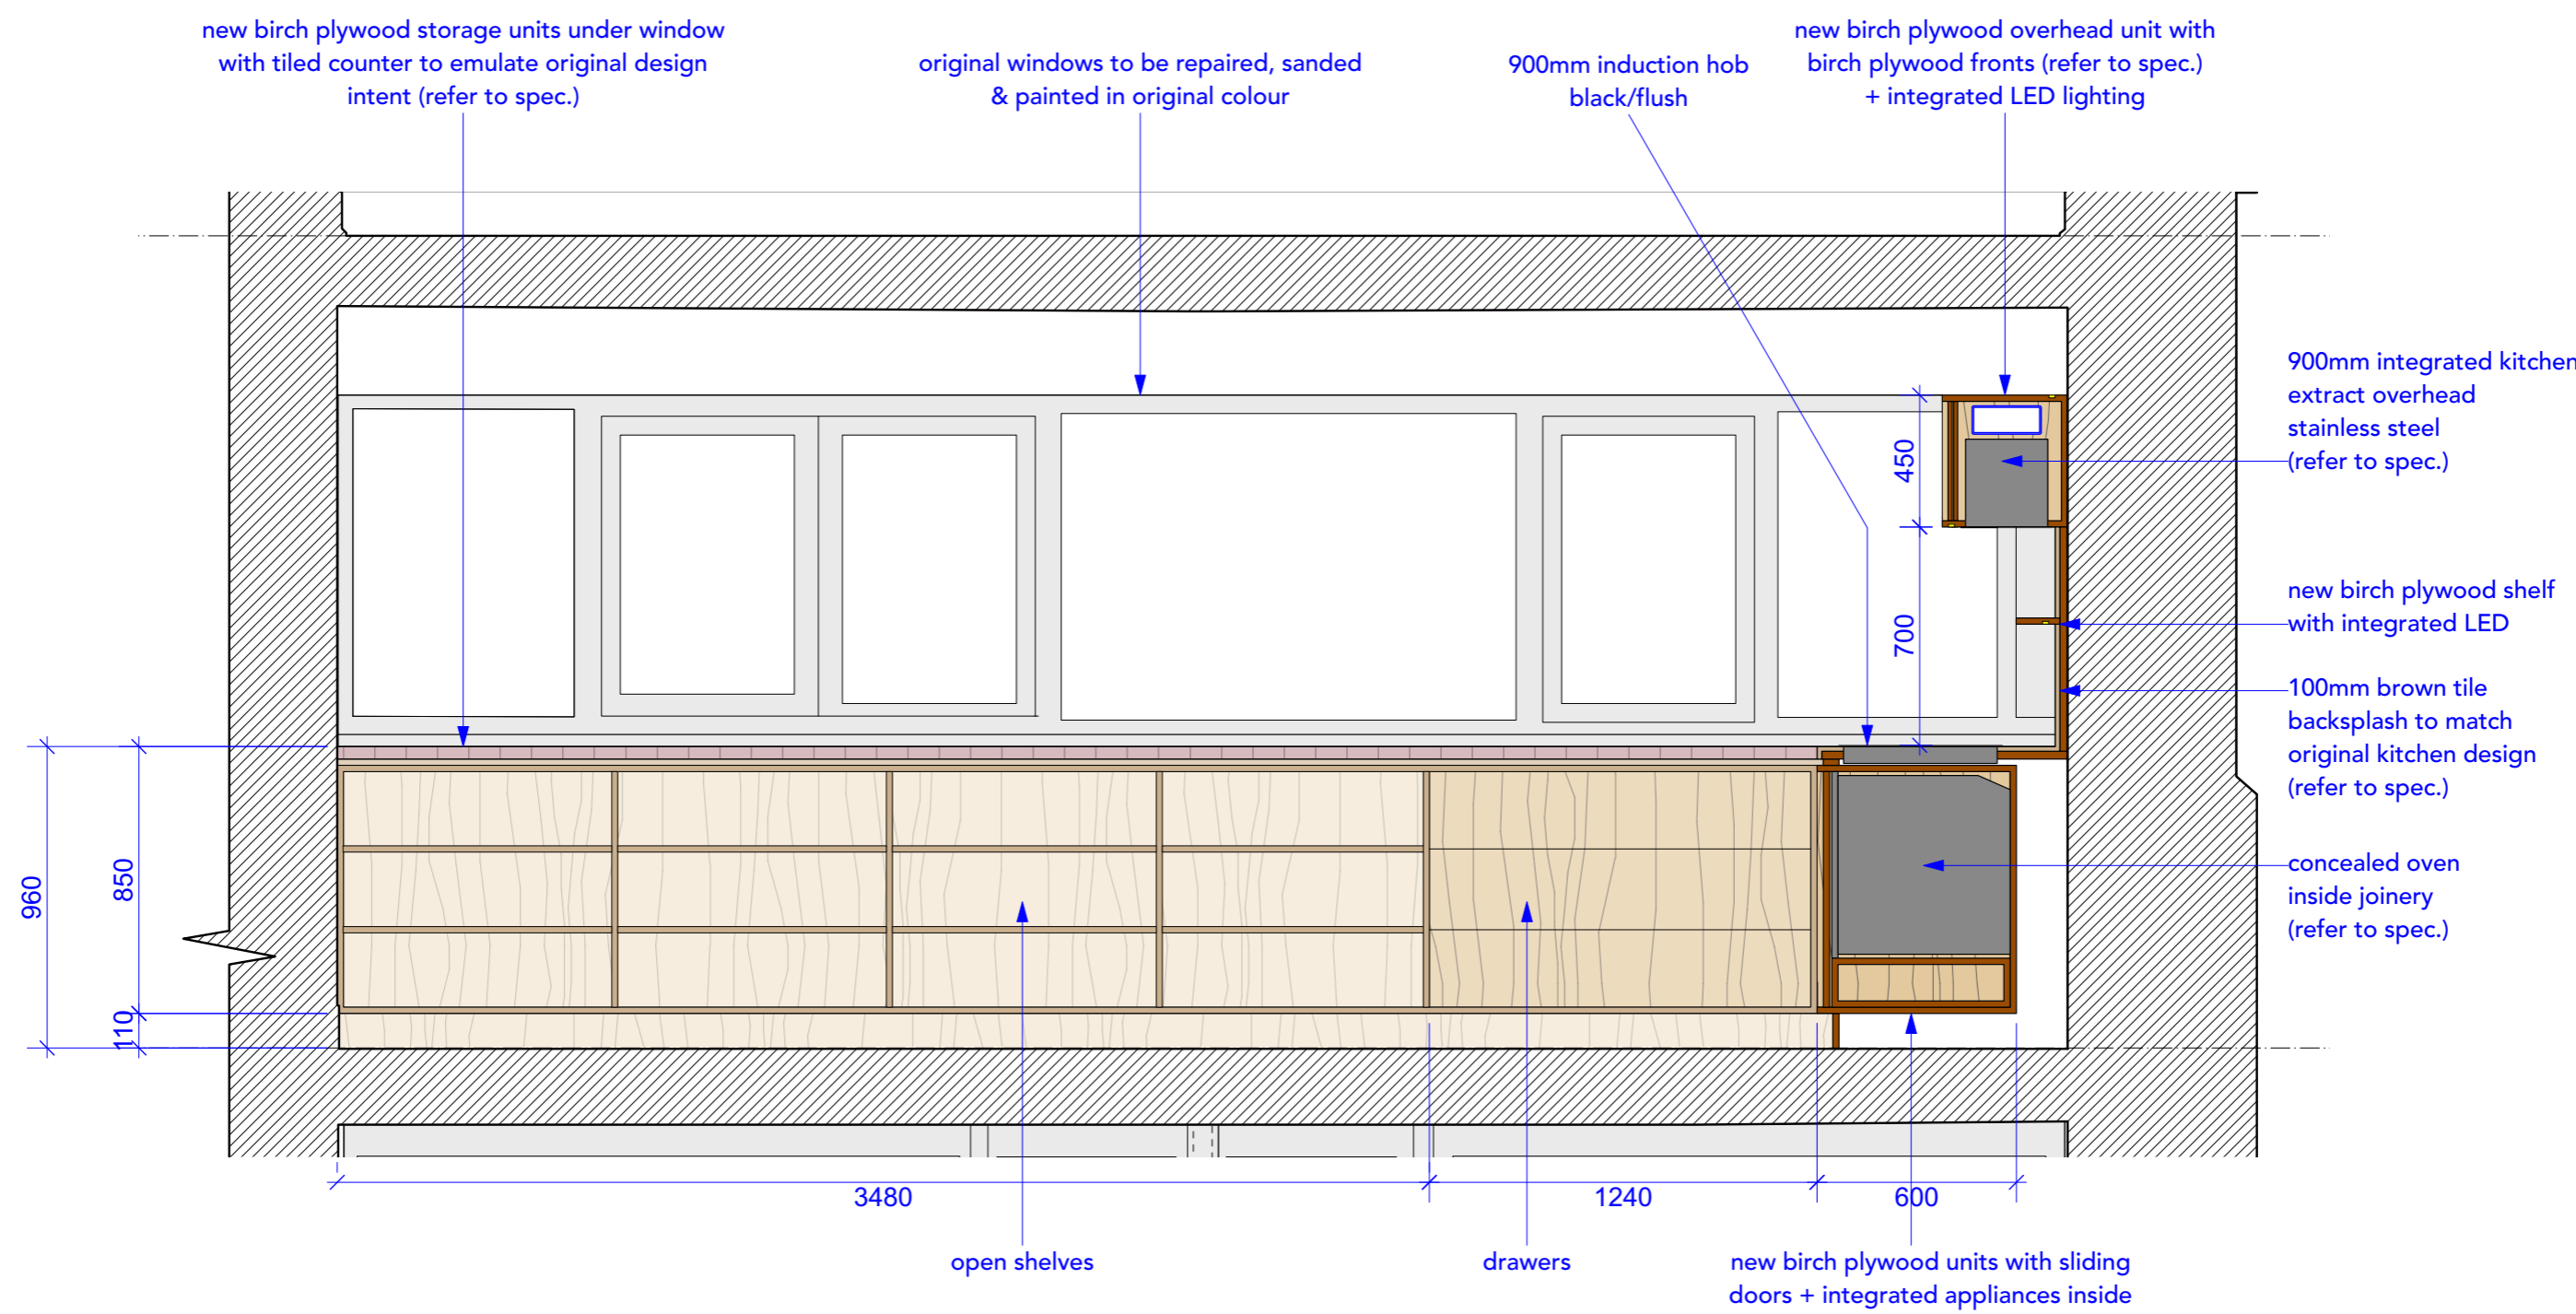 new birch plywood storage units under window
with tiled counter to emulate original design
intent (refer to spec.)
original windows to be repaired, sanded
& painted in original colour
900mm induction hob
black/flush
new birch plywood overhead unit with
birch plywood fronts (refer to spec.)
+ integrated LED lighting
900mm integrated kitchen
extract overhead
stainless steel
(refer to spec.)
450
new birch plywood shelf
with integrated LED
700
100mm brown tile
backsplash to match
original kitchen design
(refer to spec.)
concealed oven
inside joinery
(refer to spec.)
960
850
110
3480
1240
600
open shelves
drawers
new birch plywood units with sliding
doors + integrated appliances inside